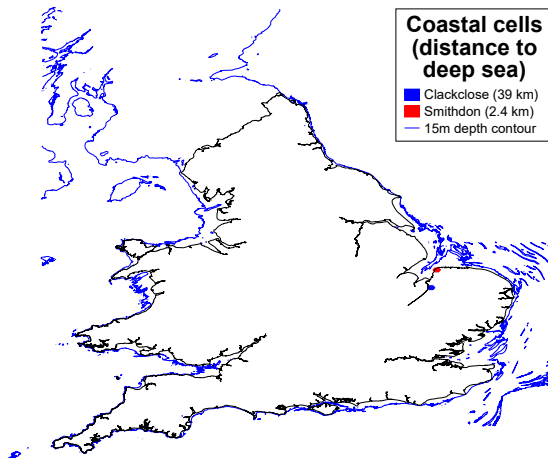 Coastal cells
(distance to
deep sea)
Clackclose (39 km)
Smithdon (2.4 km)
15m depth contour